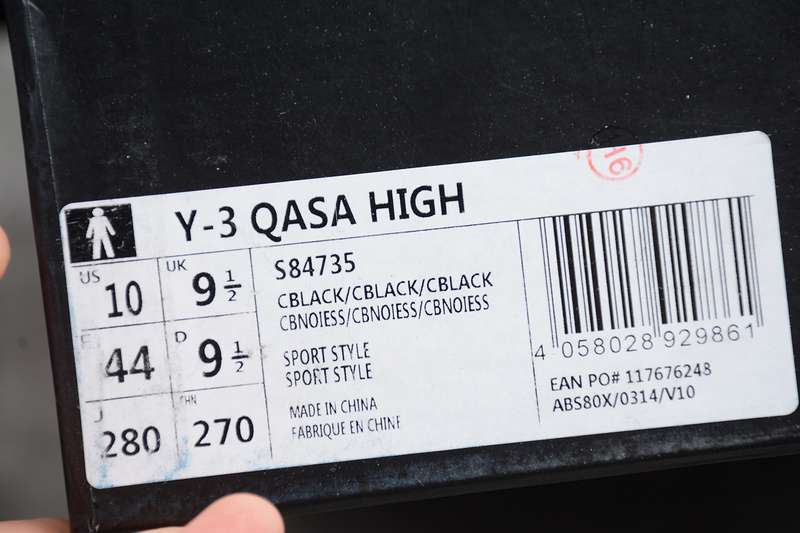 16
Y-3 QASA HIGH
US 10
UK 9 1/2
44
D 9 1/2
J 280
CHN 270
S84735
CBLACK/CBLACK/CBLACK
CBNOIESS/CBNOIESS/CBNOIESS
SPORT STYLE
SPORT STYLE
MADE IN CHINA
FABRIQUE EN CHINE
4 058028 929861
EAN PO# 117676248
ABS80X/0314/V10